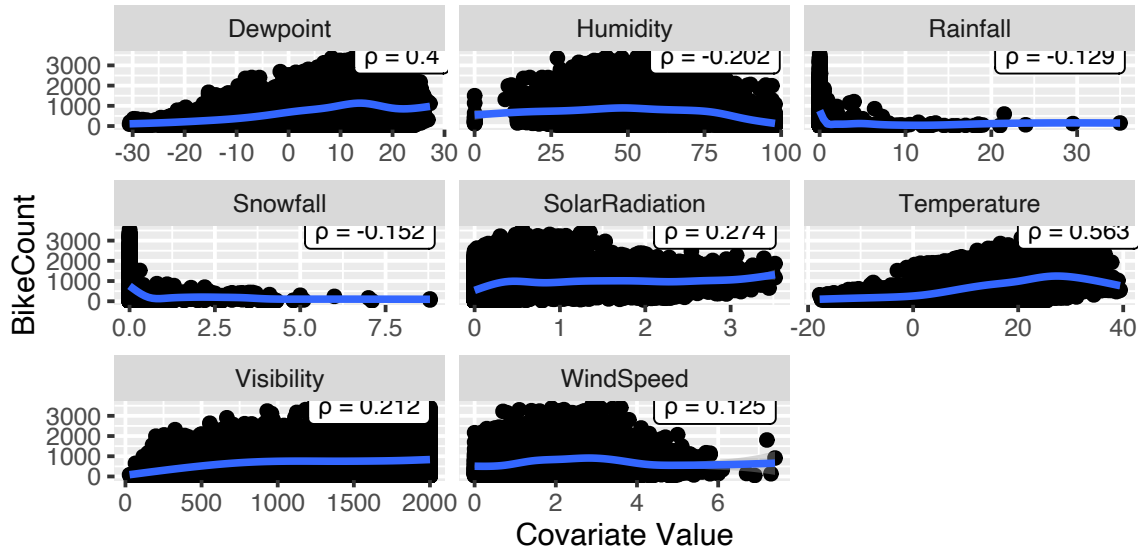 Dewpoint
Humidity
Rainfall
ρ = 0.4
ρ = -0.202
ρ = -0.129
3000
2000
1000
0
-30 -20 -10 0 10 20 30
0 25 50 75 100
0 10 20 30
Snowfall
SolarRadiation
Temperature
ρ = -0.152
ρ = 0.274
ρ = 0.563
3000
2000
1000
0
0.0 2.5 5.0 7.5
0 1 2 3
-20 0 20 40
BikeCount
Visibility
WindSpeed
ρ = 0.212
ρ = 0.125
3000
2000
1000
0
0 500 1000 1500 2000
0 2 4 6
Covariate Value